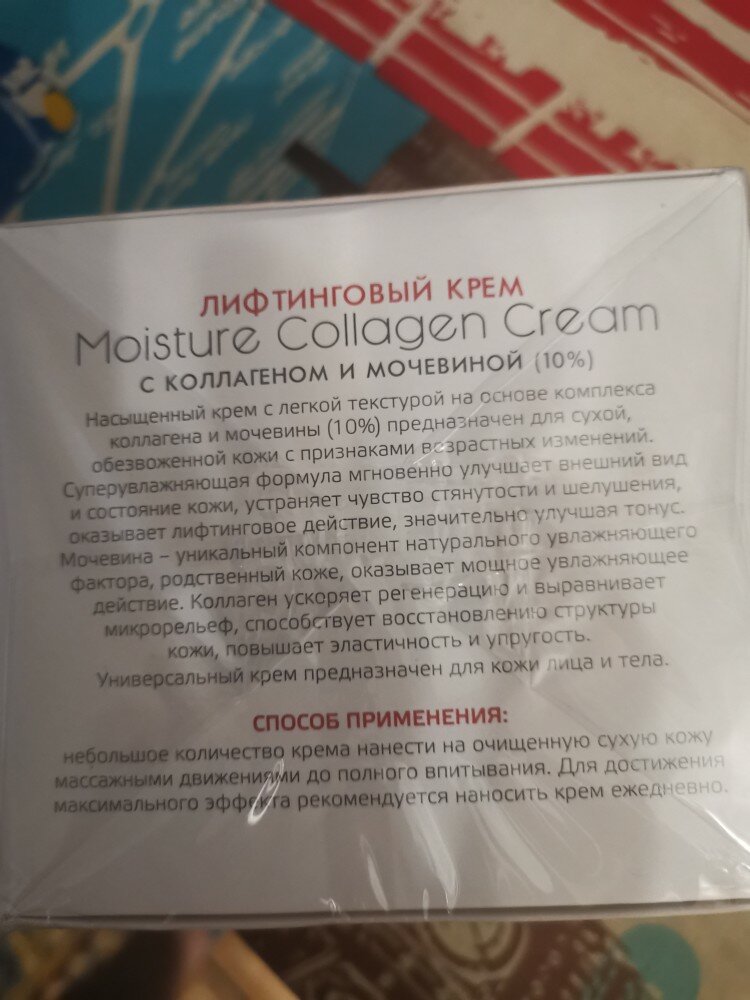 ЛИФТИНГОВЫЙ КРЕМ
Moisture Collagen Cream
С КОЛЛАГЕНОМ И МОЧЕВИНОЙ (10%)
Насыщенный крем с легкой текстурой на основе комплекса
коллагена и мочевины (10%) предназначен для сухой,
обезвоженной кожи с признаками возрастных изменений.
Суперувлажняющая формула мгновенно улучшает внешний вид
и состояние кожи, устраняет чувство стянутости и шелушения,
оказывает лифтинговое действие, значительно улучшая тонус.
Мочевина – уникальный компонент натурального увлажняющего
фактора, родственный коже, оказывает мощное увлажняющее
действие. Коллаген ускоряет регенерацию и выравнивает
микрорельеф, способствует восстановлению структуры
кожи, повышает эластичность и упругость.
Универсальный крем предназначен для кожи лица и тела.
СПОСОБ ПРИМЕНЕНИЯ:
небольшое количество крема нанести на очищенную сухую кожу
массажными движениями до полного впитывания. Для достижения
максимального эффекта рекомендуется наносить крем ежедневно.